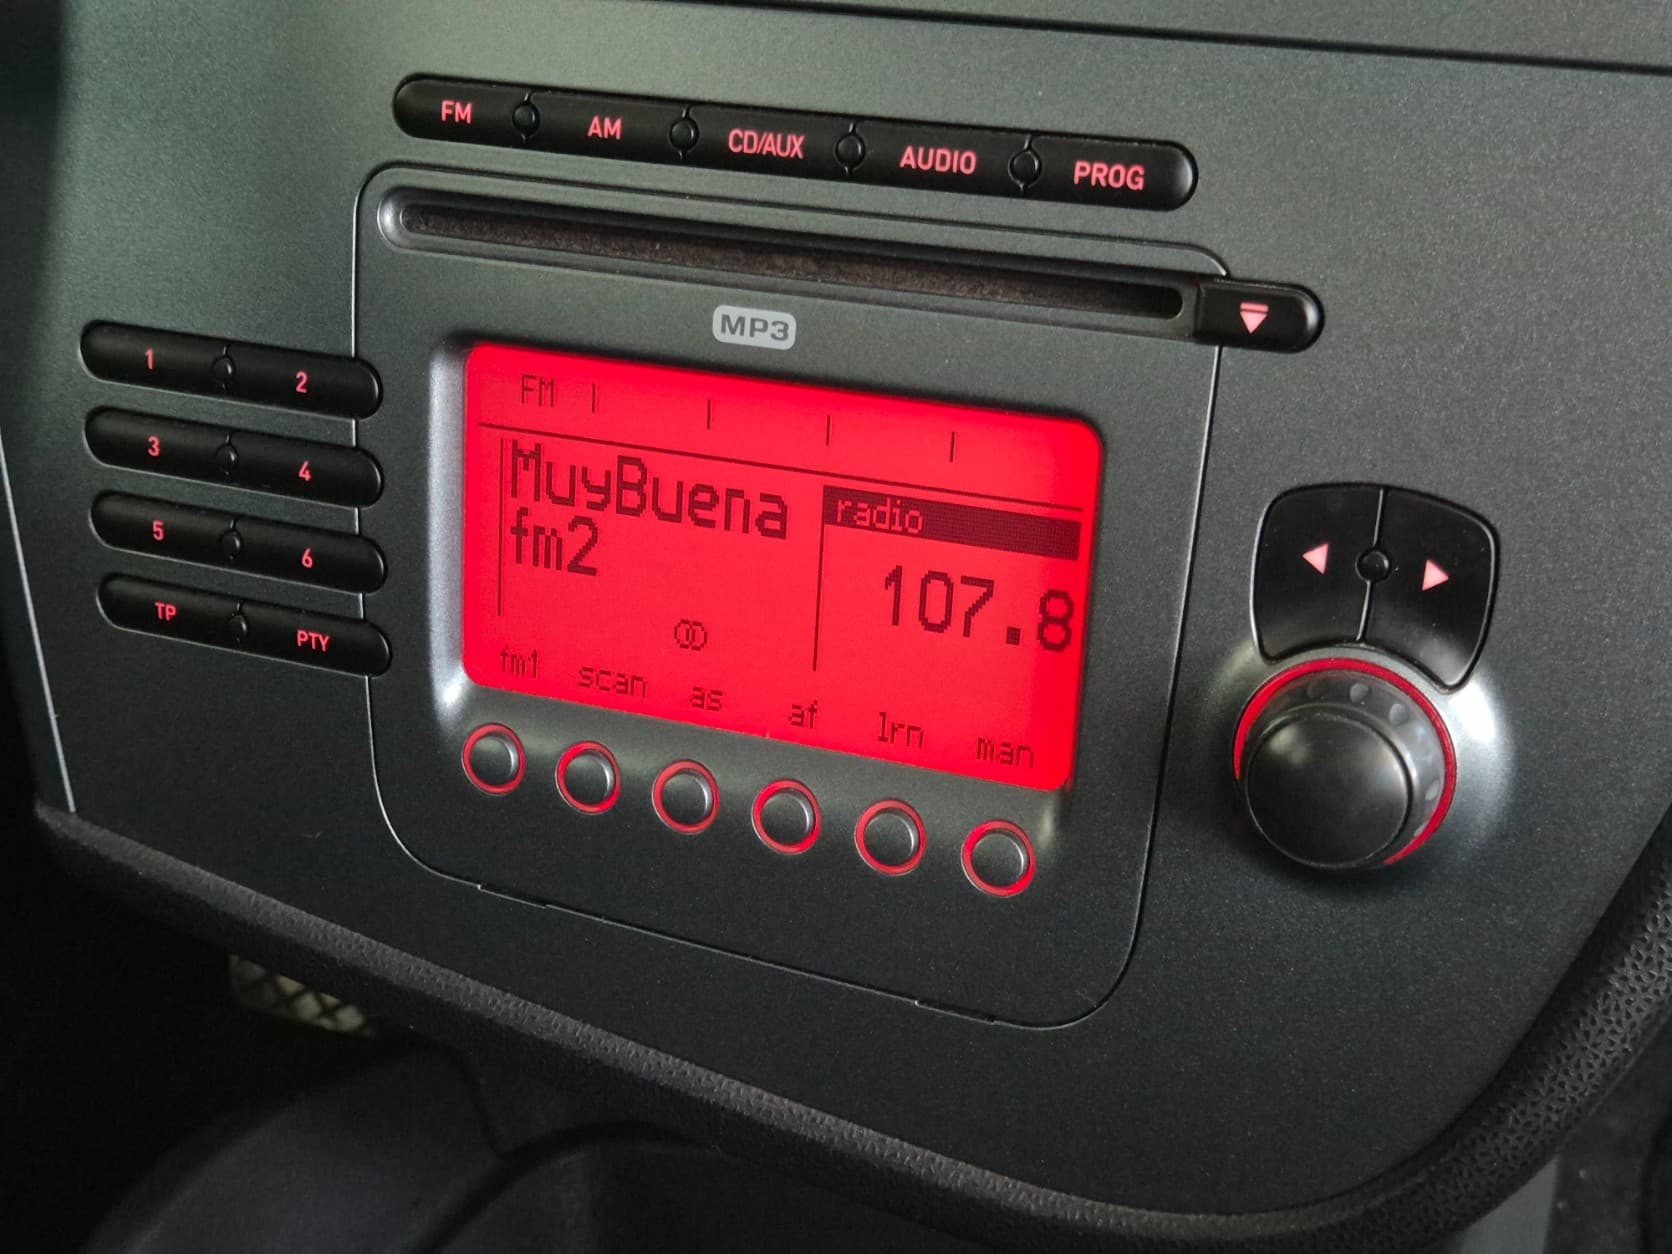 FM AM CD/AUX AUDIO PROG
MP3
1 2
3 4
5 6
TP PTY
FM
MuyBuena
fm2
radio
107.8
fm1 scan as af lrn man